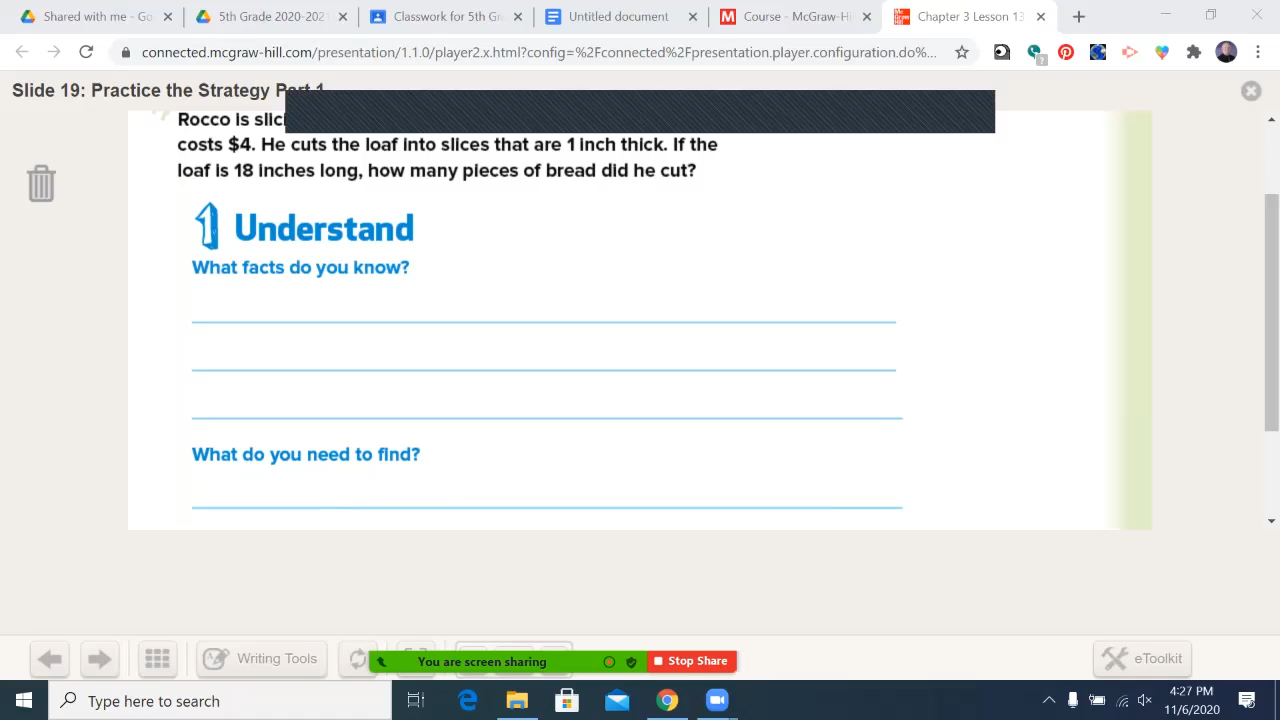 Shared with me - Go
5th Grade 2020-2021
Classwork for 5th Gr
Untitled document
Course - McGraw-Hi
Chapter 3 Lesson 13
connected.mcgraw-hill.com/presentation/1.1.0/player2.x.html?config=%2Fconnected%2Fpresentation.player.configuration.do%...
Slide 19: Practice the Strategy Part 1
Rocco is slici
costs $4. He cuts the loaf into slices that are 1 inch thick. If the
loaf is 18 inches long, how many pieces of bread did he cut?
1 Understand
What facts do you know?
What do you need to find?
Writing Tools
You are screen sharing
Stop Share
eToolkit
Type here to search
4:27 PM
11/6/2020